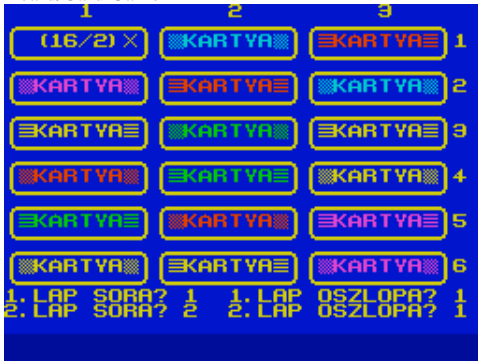 1 2 3
(16/2)X KARTYA KARTYA 1
KARTYA KARTYA KARTYA 2
KARTYA KARTYA KARTYA 3
KARTYA KARTYA KARTYA 4
KARTYA KARTYA KARTYA 5
KARTYA KARTYA KARTYA 6
1. LAP SORA? 1 1. LAP OSZLOPA? 1
2. LAP SORA? 2 2. LAP OSZLOPA? 1